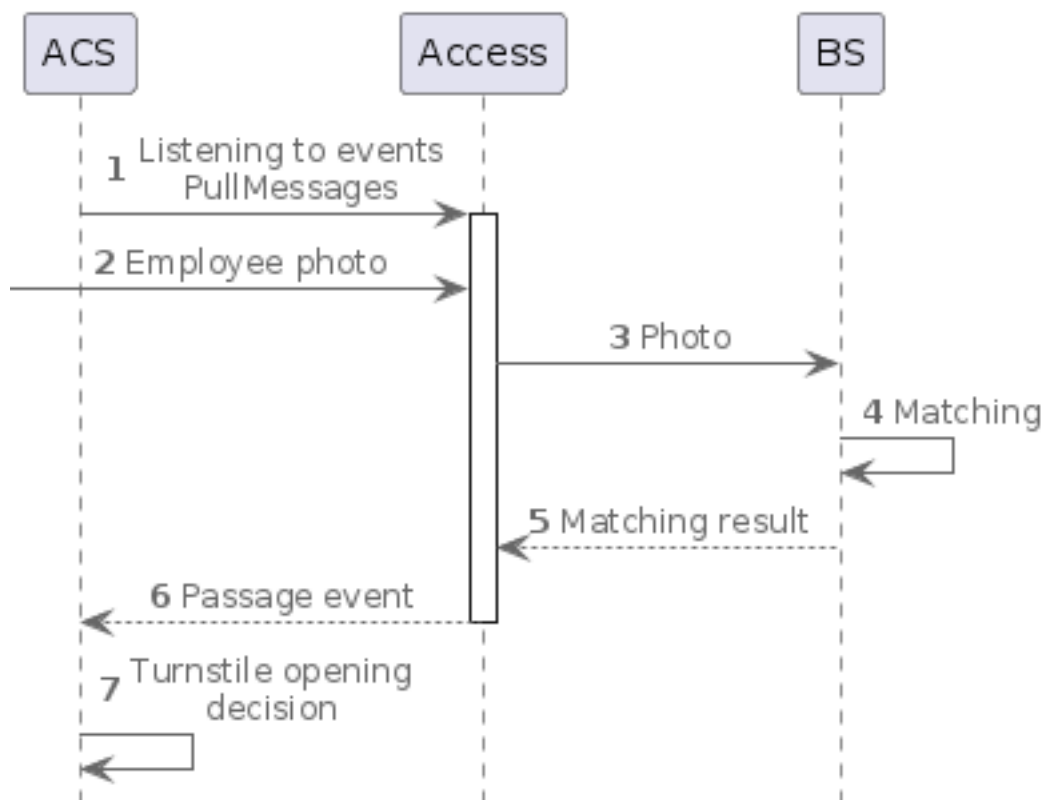 ACS
Access
BS
1 Listening to events
PullMessages
2 Employee photo
3 Photo
4 Matching
5 Matching result
6 Passage event
7 Turnstile opening
decision